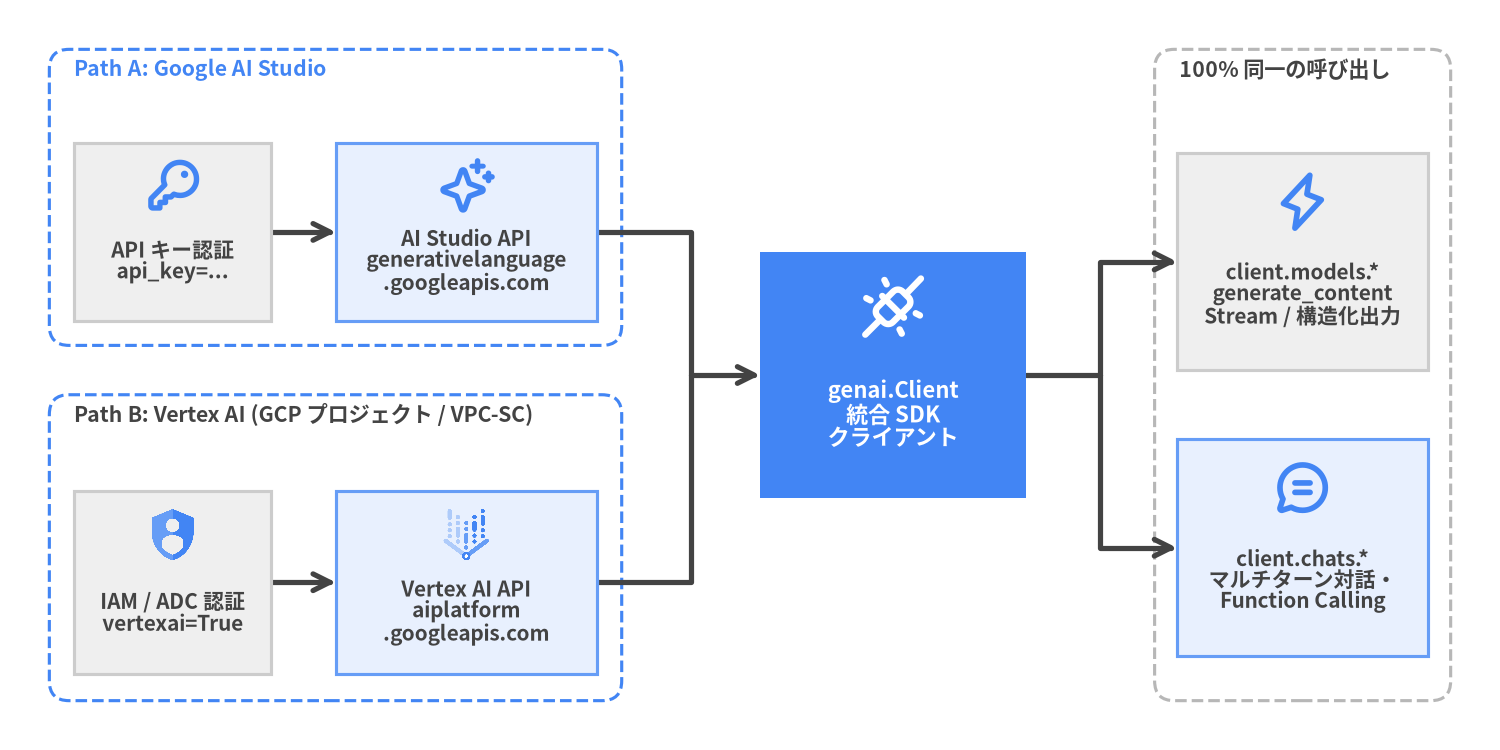 Path A: Google AI Studio
API キー認証
api_key=...
AI Studio API
generativelanguage
.googleapis.com
Path B: Vertex AI (GCP プロジェクト / VPC-SC)
IAM / ADC 認証
vertexai=True
Vertex AI API
aiplatform
.googleapis.com
genai.Client
統合 SDK
クライアント
100% 同一の呼び出し
client.models.*
generate_content
Stream / 構造化出力
client.chats.*
マルチターン対話・
Function Calling